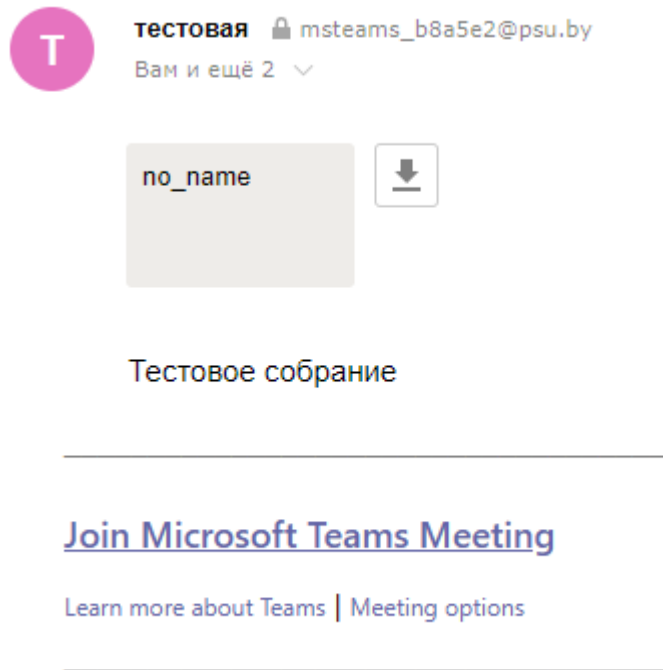 Т
тестовая msteams_b8a5e2@psu.by
Вам и ещё 2
no_name
Тестовое собрание
Join Microsoft Teams Meeting
Learn more about Teams | Meeting options